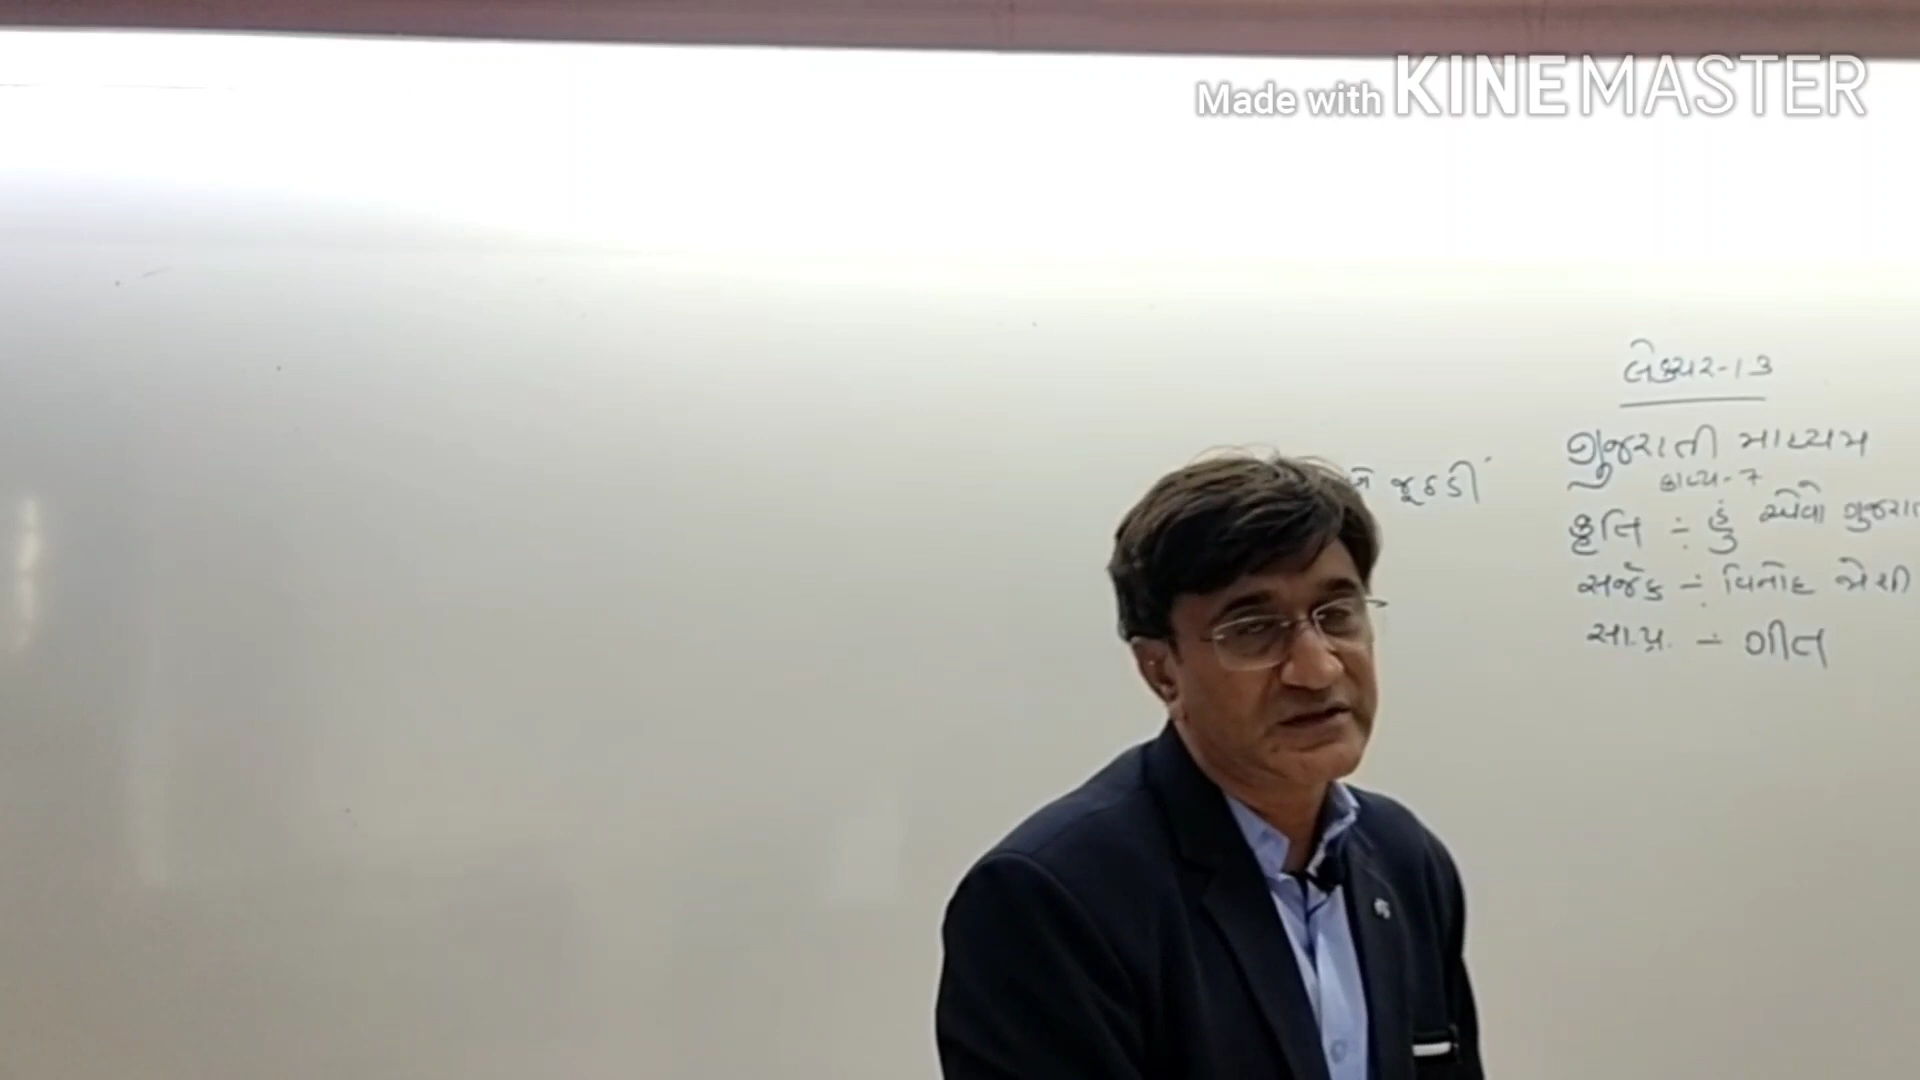 Made with KINEMASTER
લેક્ચર-13
ગુજરાતી માધ્યમ
કાવ્ય-7
જૂઠડી
કૃતિ ÷ હું એવો ગુજરાત
સર્જક ÷ વિનોદ જોશી
સા.પ્ર. ÷ ગીત